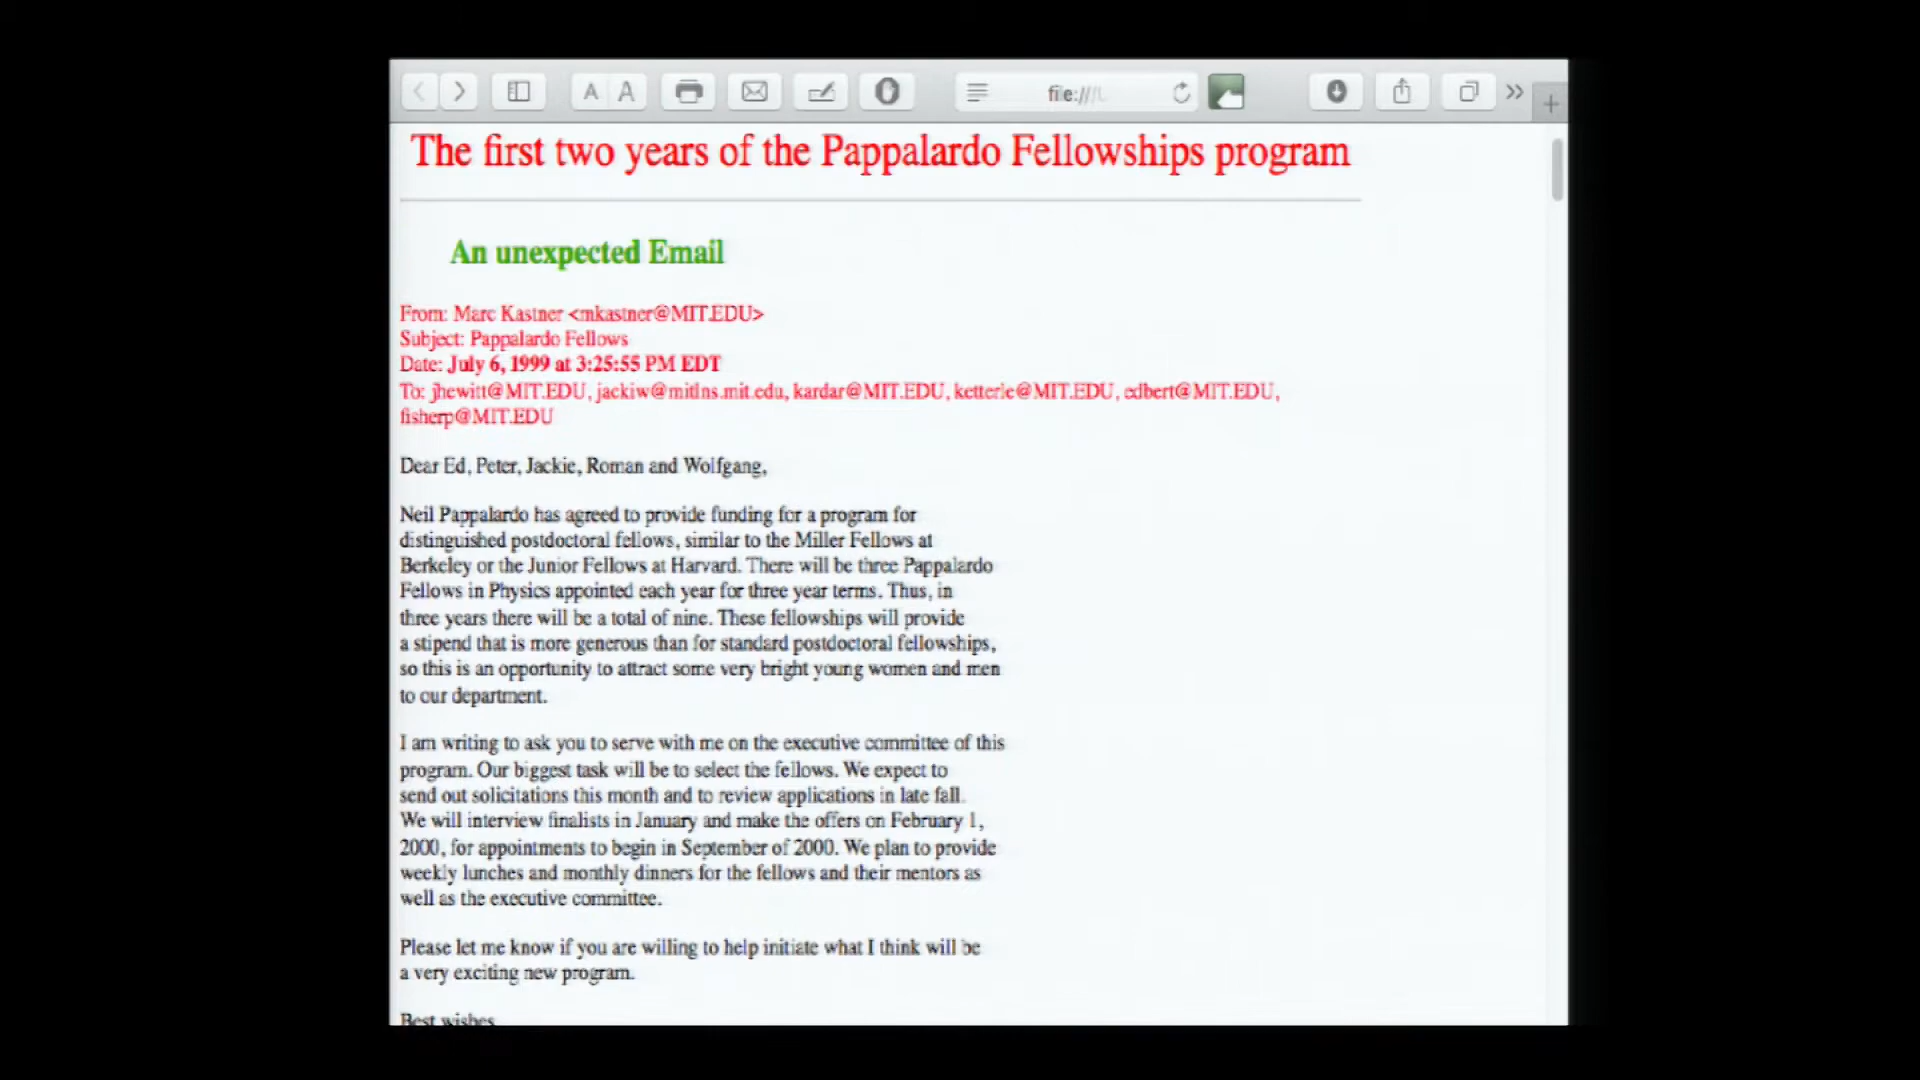 A A
file:///
The first two years of the Pappalardo Fellowships program
An unexpected Email
From: Marc Kastner <mkastner@MIT.EDU>
Subject: Pappalardo Fellows
Date: July 6, 1999 at 3:25:55 PM EDT
To: jhewitt@MIT.EDU, jackiw@mitlns.mit.edu, kardar@MIT.EDU, ketterle@MIT.EDU, edbert@MIT.EDU,
fisherp@MIT.EDU
Dear Ed, Peter, Jackie, Roman and Wolfgang,
Neil Pappalardo has agreed to provide funding for a program for
distinguished postdoctoral fellows, similar to the Miller Fellows at
Berkeley or the Junior Fellows at Harvard. There will be three Pappalardo
Fellows in Physics appointed each year for three year terms. Thus, in
three years there will be a total of nine. These fellowships will provide
a stipend that is more generous than for standard postdoctoral fellowships,
so this is an opportunity to attract some very bright young women and men
to our department.
I am writing to ask you to serve with me on the executive committee of this
program. Our biggest task will be to select the fellows. We expect to
send out solicitations this month and to review applications in late fall.
We will interview finalists in January and make the offers on February 1,
2000, for appointments to begin in September of 2000. We plan to provide
weekly lunches and monthly dinners for the fellows and their mentors as
well as the executive committee.
Please let me know if you are willing to help initiate what I think will be
a very exciting new program.
Best wishes